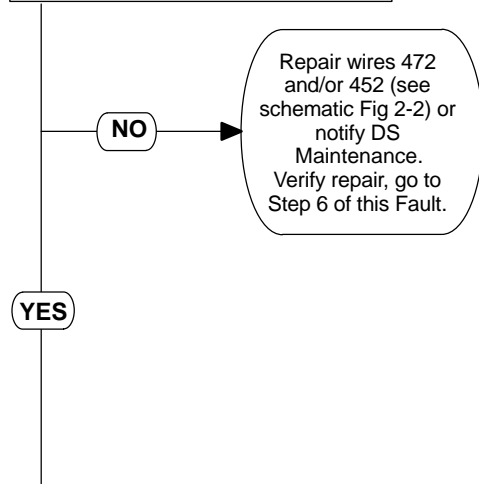 Repair wires 472
and/or 452 (see
schematic Fig 2-2) or
notify DS
Maintenance.
Verify repair, go to
Step 6 of this Fault.
NO
YES